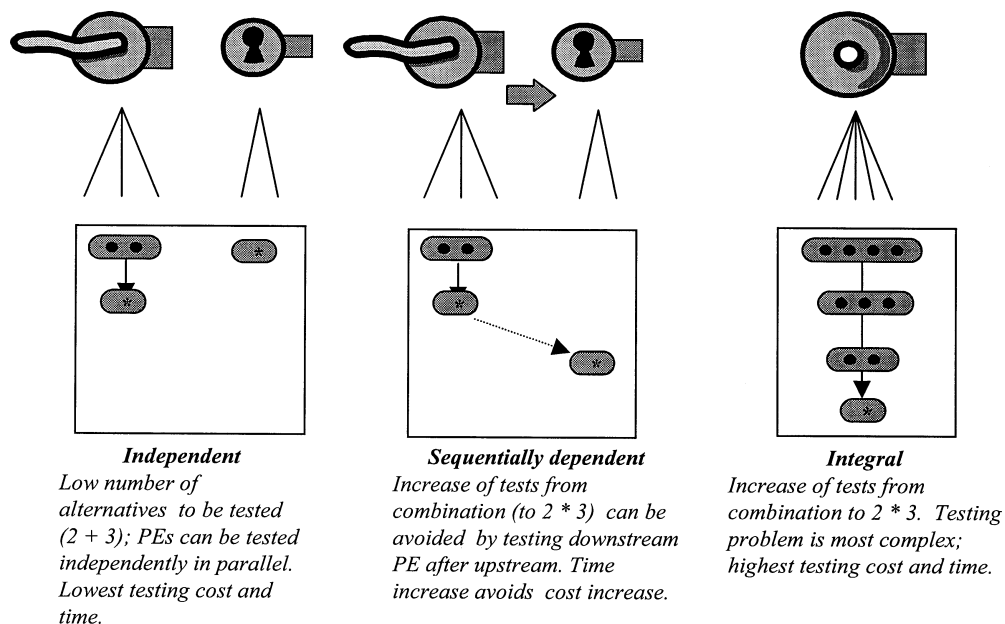 Independent
Low number of
alternatives to be tested
(2 + 3); PEs can be tested
independently in parallel.
Lowest testing cost and
time.
Sequentially dependent
Increase of tests from
combination (to 2 * 3) can be
avoided by testing downstream
PE after upstream. Time
increase avoids cost increase.
Integral
Increase of tests from
combination to 2 * 3. Testing
problem is most complex;
highest testing cost and time.